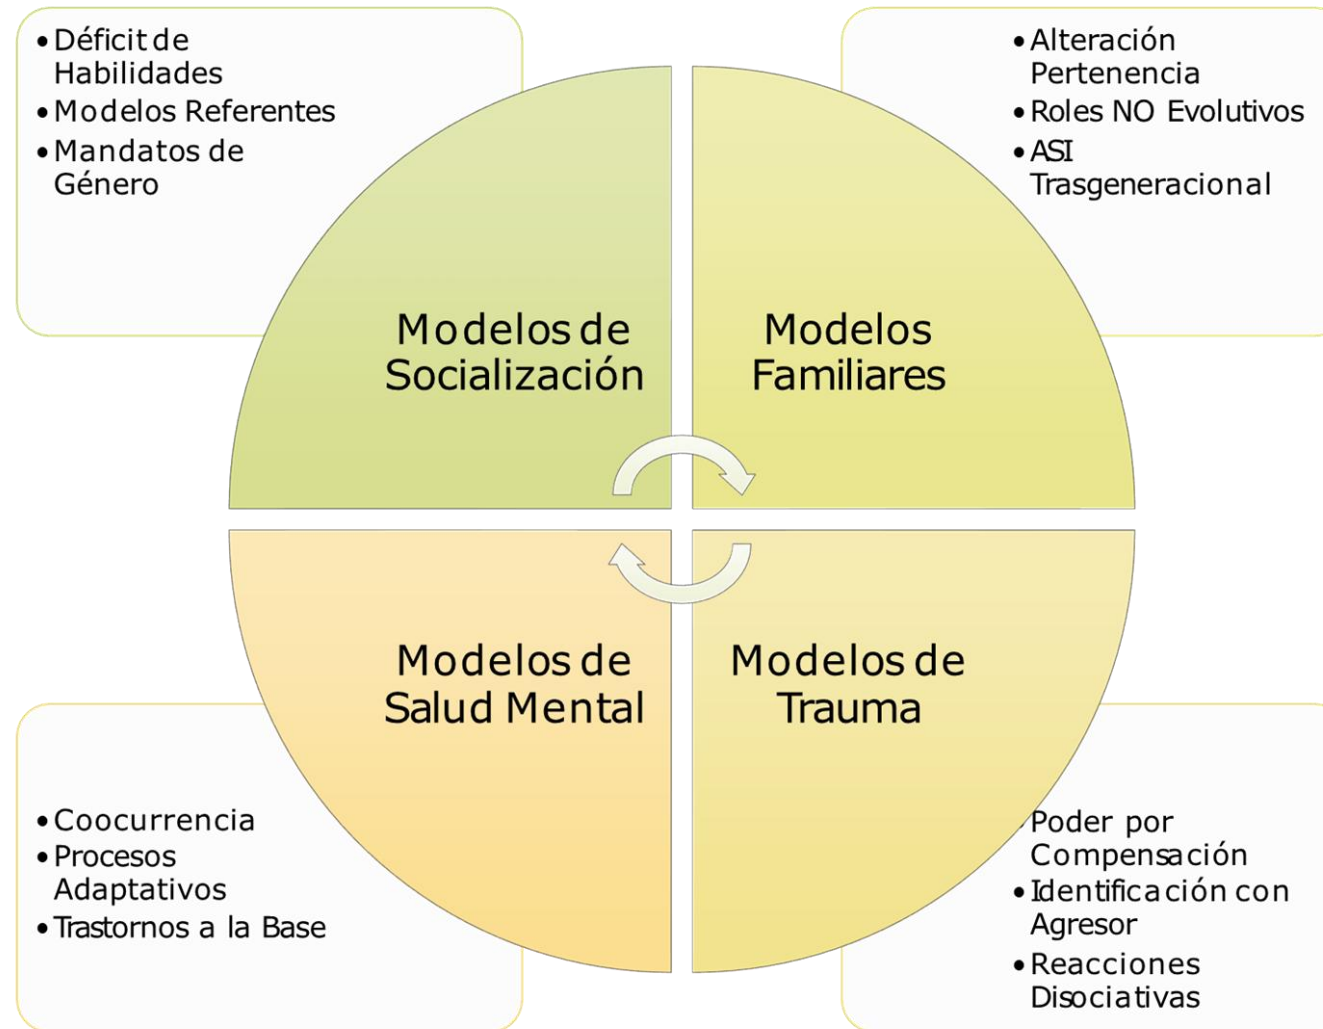 • Déficit de
Habilidades
• Modelos Referentes
• Mandatos de
Género
• Alteración
Pertenencia
• Roles NO Evolutivos
• ASI
Trasgeneracional
Modelos de
Socialización
Modelos
Familiares
Modelos de
Salud Mental
Modelos de
Trauma
• Coocurrencia
• Procesos
Adaptativos
• Trastornos a la Base
• Poder por
Compensación
• Identificación con
Agresor
• Reacciones
Disociativas